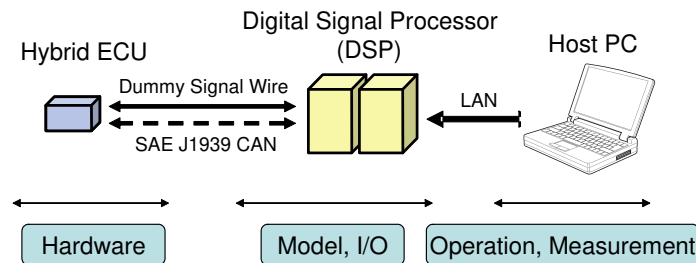 Digital Signal Processor
(DSP)
Hybrid ECU
Host PC
Dummy Signal Wire
LAN
SAE J1939 CAN
Hardware
Model, I/O
Operation, Measurement